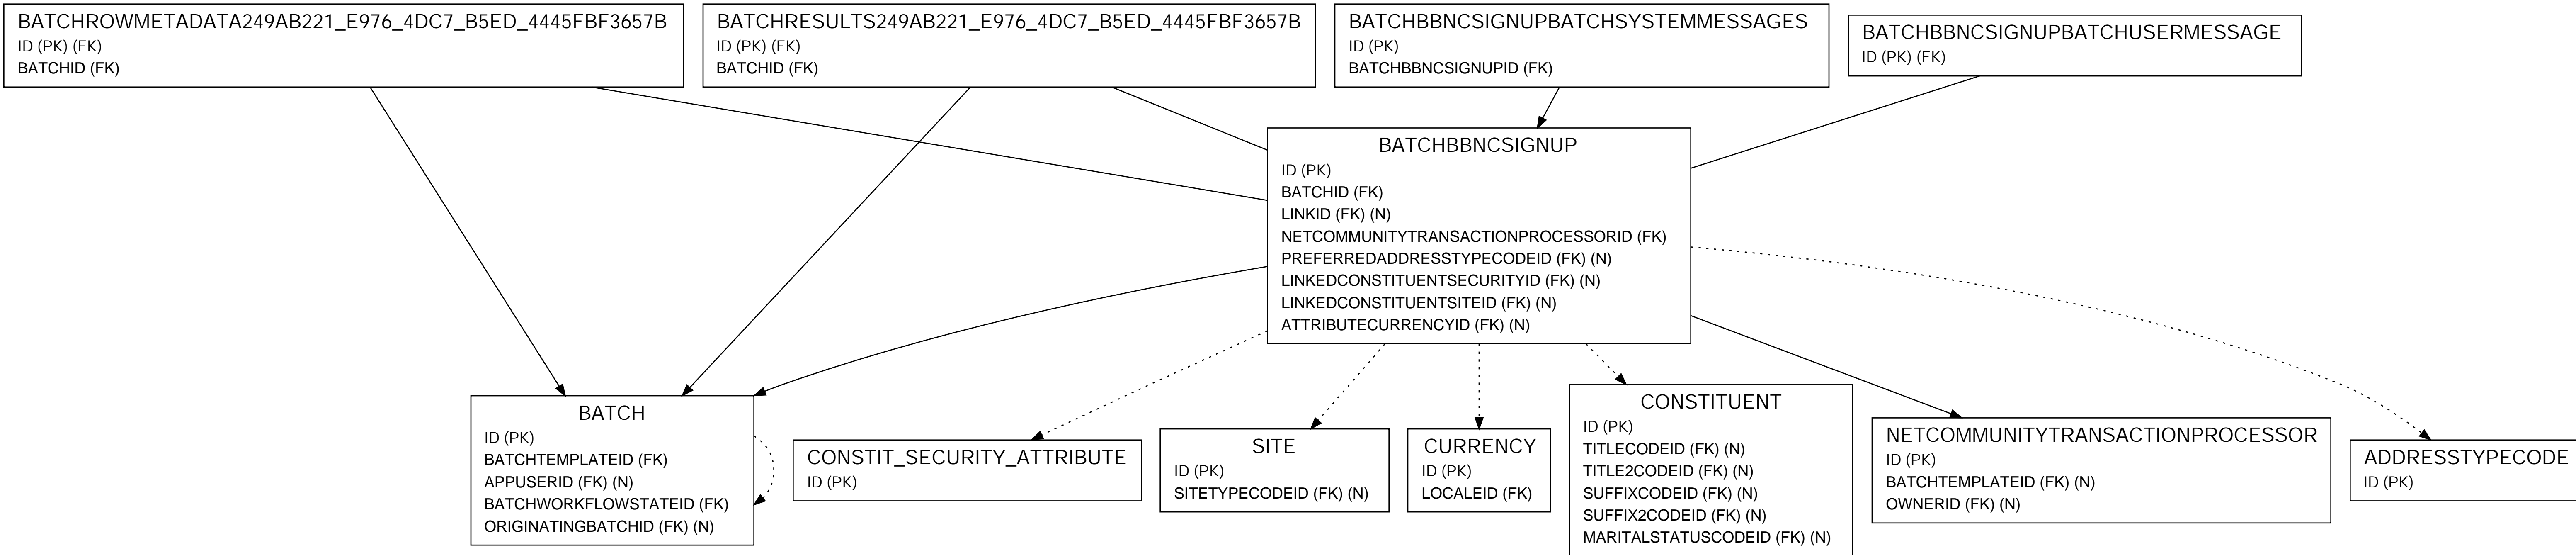 BATCHROWMETADATA249AB221_E976_4DC7_B5ED_4445FBF3657B
ID (PK) (FK)
BATCHID (FK)
BATCHRESULTS249AB221_E976_4DC7_B5ED_4445FBF3657B
ID (PK) (FK)
BATCHID (FK)
BATCHBBNCSIGNUPBATCHSYSTEMMESSAGES
ID (PK)
BATCHBBNCSIGNUPID (FK)
BATCHBBNCSIGNUPBATCHUSERMESSAGE
ID (PK) (FK)
BATCHBBNCSIGNUP
ID (PK)
BATCHID (FK)
LINKID (FK) (N)
NETCOMMUNITYTRANSACTIONPROCESSORID (FK)
PREFERREDADDRESSTYPECODEID (FK) (N)
LINKEDCONSTITUENTSECURITYID (FK) (N)
LINKEDCONSTITUENTSITEID (FK) (N)
ATTRIBUTECURRENCYID (FK) (N)
BATCH
ID (PK)
BATCHTEMPLATEID (FK)
APPUSERID (FK) (N)
BATCHWORKFLOWSTATEID (FK)
ORIGINATINGBATCHID (FK) (N)
CONSTIT_SECURITY_ATTRIBUTE
ID (PK)
SITE
ID (PK)
SITETYPECODEID (FK) (N)
CURRENCY
ID (PK)
LOCALEID (FK)
CONSTITUENT
ID (PK)
TITLECODEID (FK) (N)
TITLE2CODEID (FK) (N)
SUFFIXCODEID (FK) (N)
SUFFIX2CODEID (FK) (N)
MARITALSTATUSCODEID (FK) (N)
NETCOMMUNITYTRANSACTIONPROCESSOR
ID (PK)
BATCHTEMPLATEID (FK) (N)
OWNERID (FK) (N)
ADDRESSTYPECODE
ID (PK)